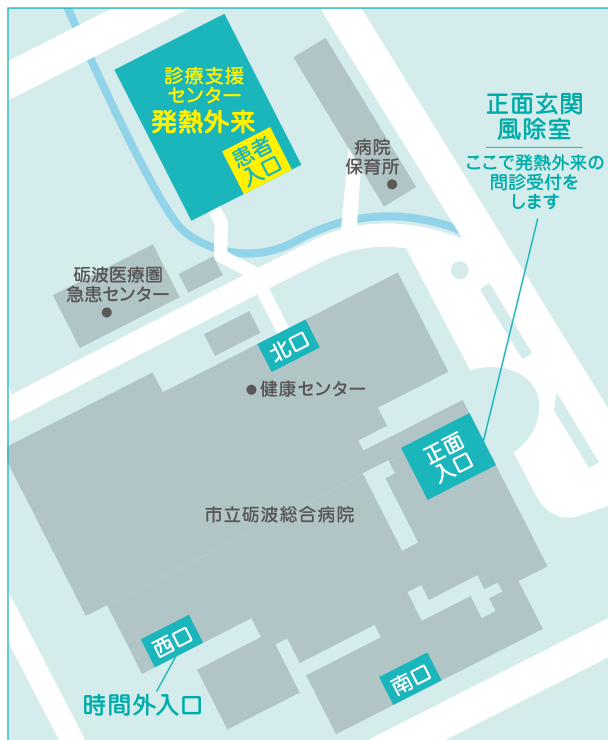 診療支援
センター
発熱外来
患者
入口
病院
保育所
正面玄関
風除室
ここで発熱外来の
問診受付を
します
砺波医療圏
急患センター
北口
健康センター
正面
入口
市立砺波総合病院
西口
時間外入口
南口